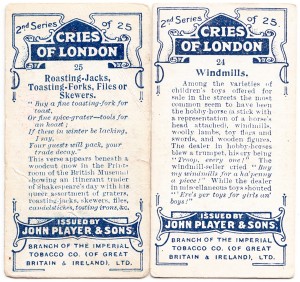 2nd Series of 25
CRIES
OF LONDON
25
Roasting-Jacks,
Toasting-Forks, Files or
Skewers.
"Buy a fine toasting-fork for
toast,
Or fine spice-grater—tools for
an hoast;
If these in winter be lacking,
I say,
Your guests will pack, your
trade decay."
This verse appears beneath a
woodcut now in the Print-
room of the British Museum
showing an itinerant trader
of Shakespeare's day with his
queer assortment of graters,
roasting jacks, skewers, files,
candlesticks, toasting irons, &c.
ISSUED BY
JOHN PLAYER & SONS
BRANCH OF THE IMPERIAL
TOBACCO CO. (OF GREAT
BRITAIN & IRELAND), LTD.
2nd Series of 25
CRIES
OF LONDON
24
Windmills.
Among the varieties of
children's toys offered for
sale in the streets the most
common seem to have been
the hobby-horse (a stick with
a representation of a horse's
head attached), windmills,
woolly lambs, toy flags and
swords, and wooden figures.
The dealer in hobby-horses
blew a trumpet, his cry being
"Troop, every one!" The
windmill-seller cried "Buy
my windmills for a ha'penny
a piece!" While the dealer
in miscellaneous toys shouted
"Er's per toys for girls an'
boys!"
ISSUED BY
JOHN PLAYER & SONS.
BRANCH OF THE IMPERIAL
TOBACCO CO. (OF GREAT
BRITAIN & IRELAND), LTD.